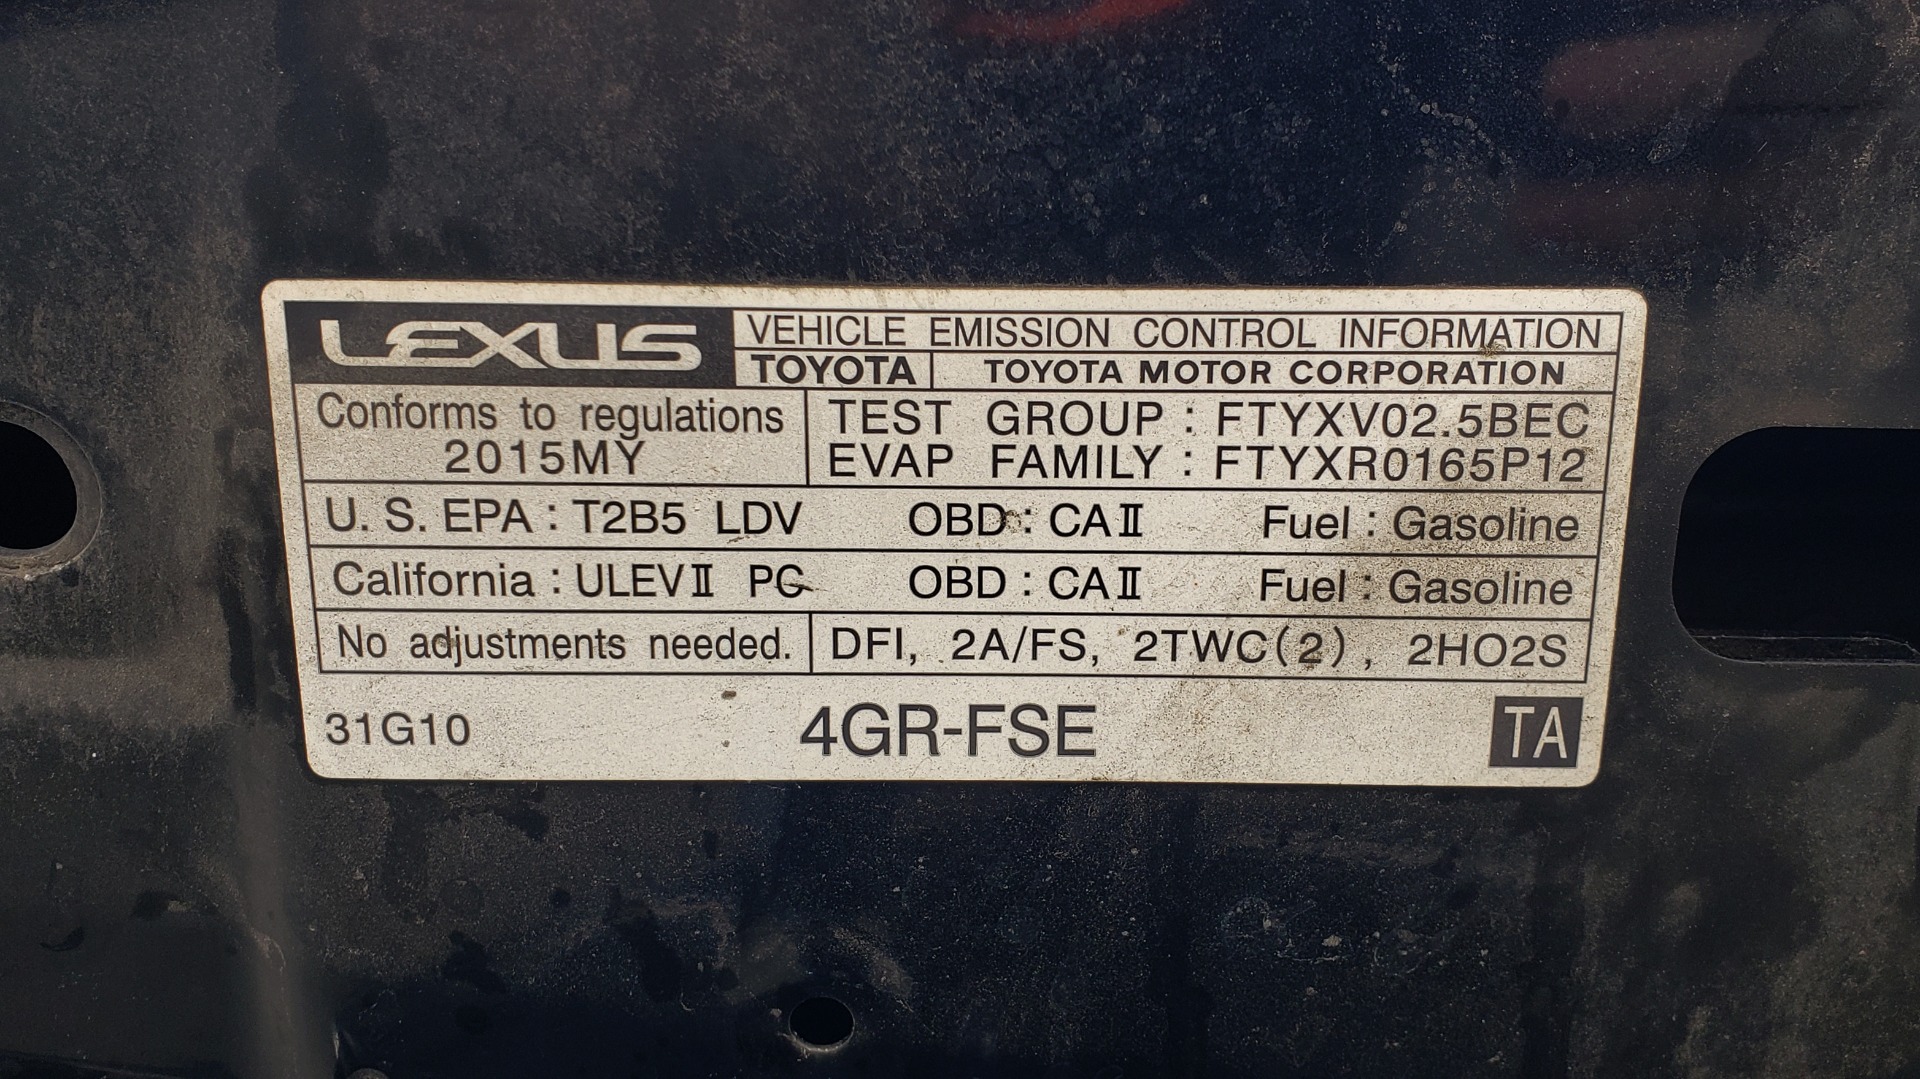 LEXUS VEHICLE EMISSION CONTROL INFORMATION
TOYOTA TOYOTA MOTOR CORPORATION
Conforms to regulations
2015MY
TEST GROUP : FTYXV02.5BEC
EVAP FAMILY : FTYXR0165P12
U. S. EPA : T2B5 LDV OBD : CAⅡ Fuel : Gasoline
California : ULEVⅡ PC OBD : CAⅡ Fuel : Gasoline
No adjustments needed. DFI, 2A/FS, 2TWC(2), 2HO2S
31G10 4GR-FSE TA